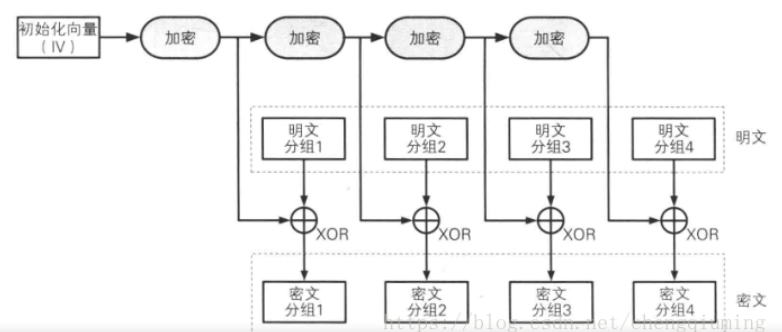 初始化向量
（IV）
加密
加密
加密
加密
明文
分组1
明文
分组2
明文
分组3
明文
分组4
明文
XOR
XOR
XOR
XOR
密文
分组1
密文
分组2
密文
分组3
密文
分组4
密文
https://blog.csdn.net/chengqiuming